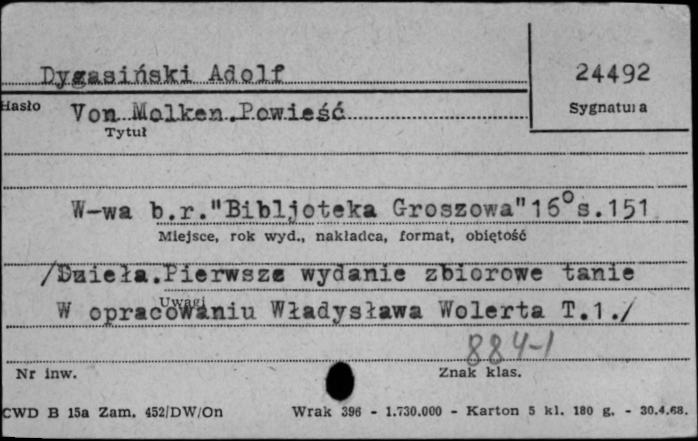 Dygasiński Adolf
24492
Hasło
Sygnatura
Von Molken.Powieść
Tytuł
W-wa b.r."Bibljoteka Groszowa"16° s.151
Miejsce, rok wyd., nakładca, format, objętość
/Dzieła.Pierwsze wydanie zbiorowe tanie
Uwagi
W opracowaniu Władysława Wolerta T.1./
884-1
Nr inw.
Znak klas.
CWD B 15a Zam. 452/DW/On
Wrak 396 - 1.730.000 - Karton 5 kl. 180 g. - 30.4.68.